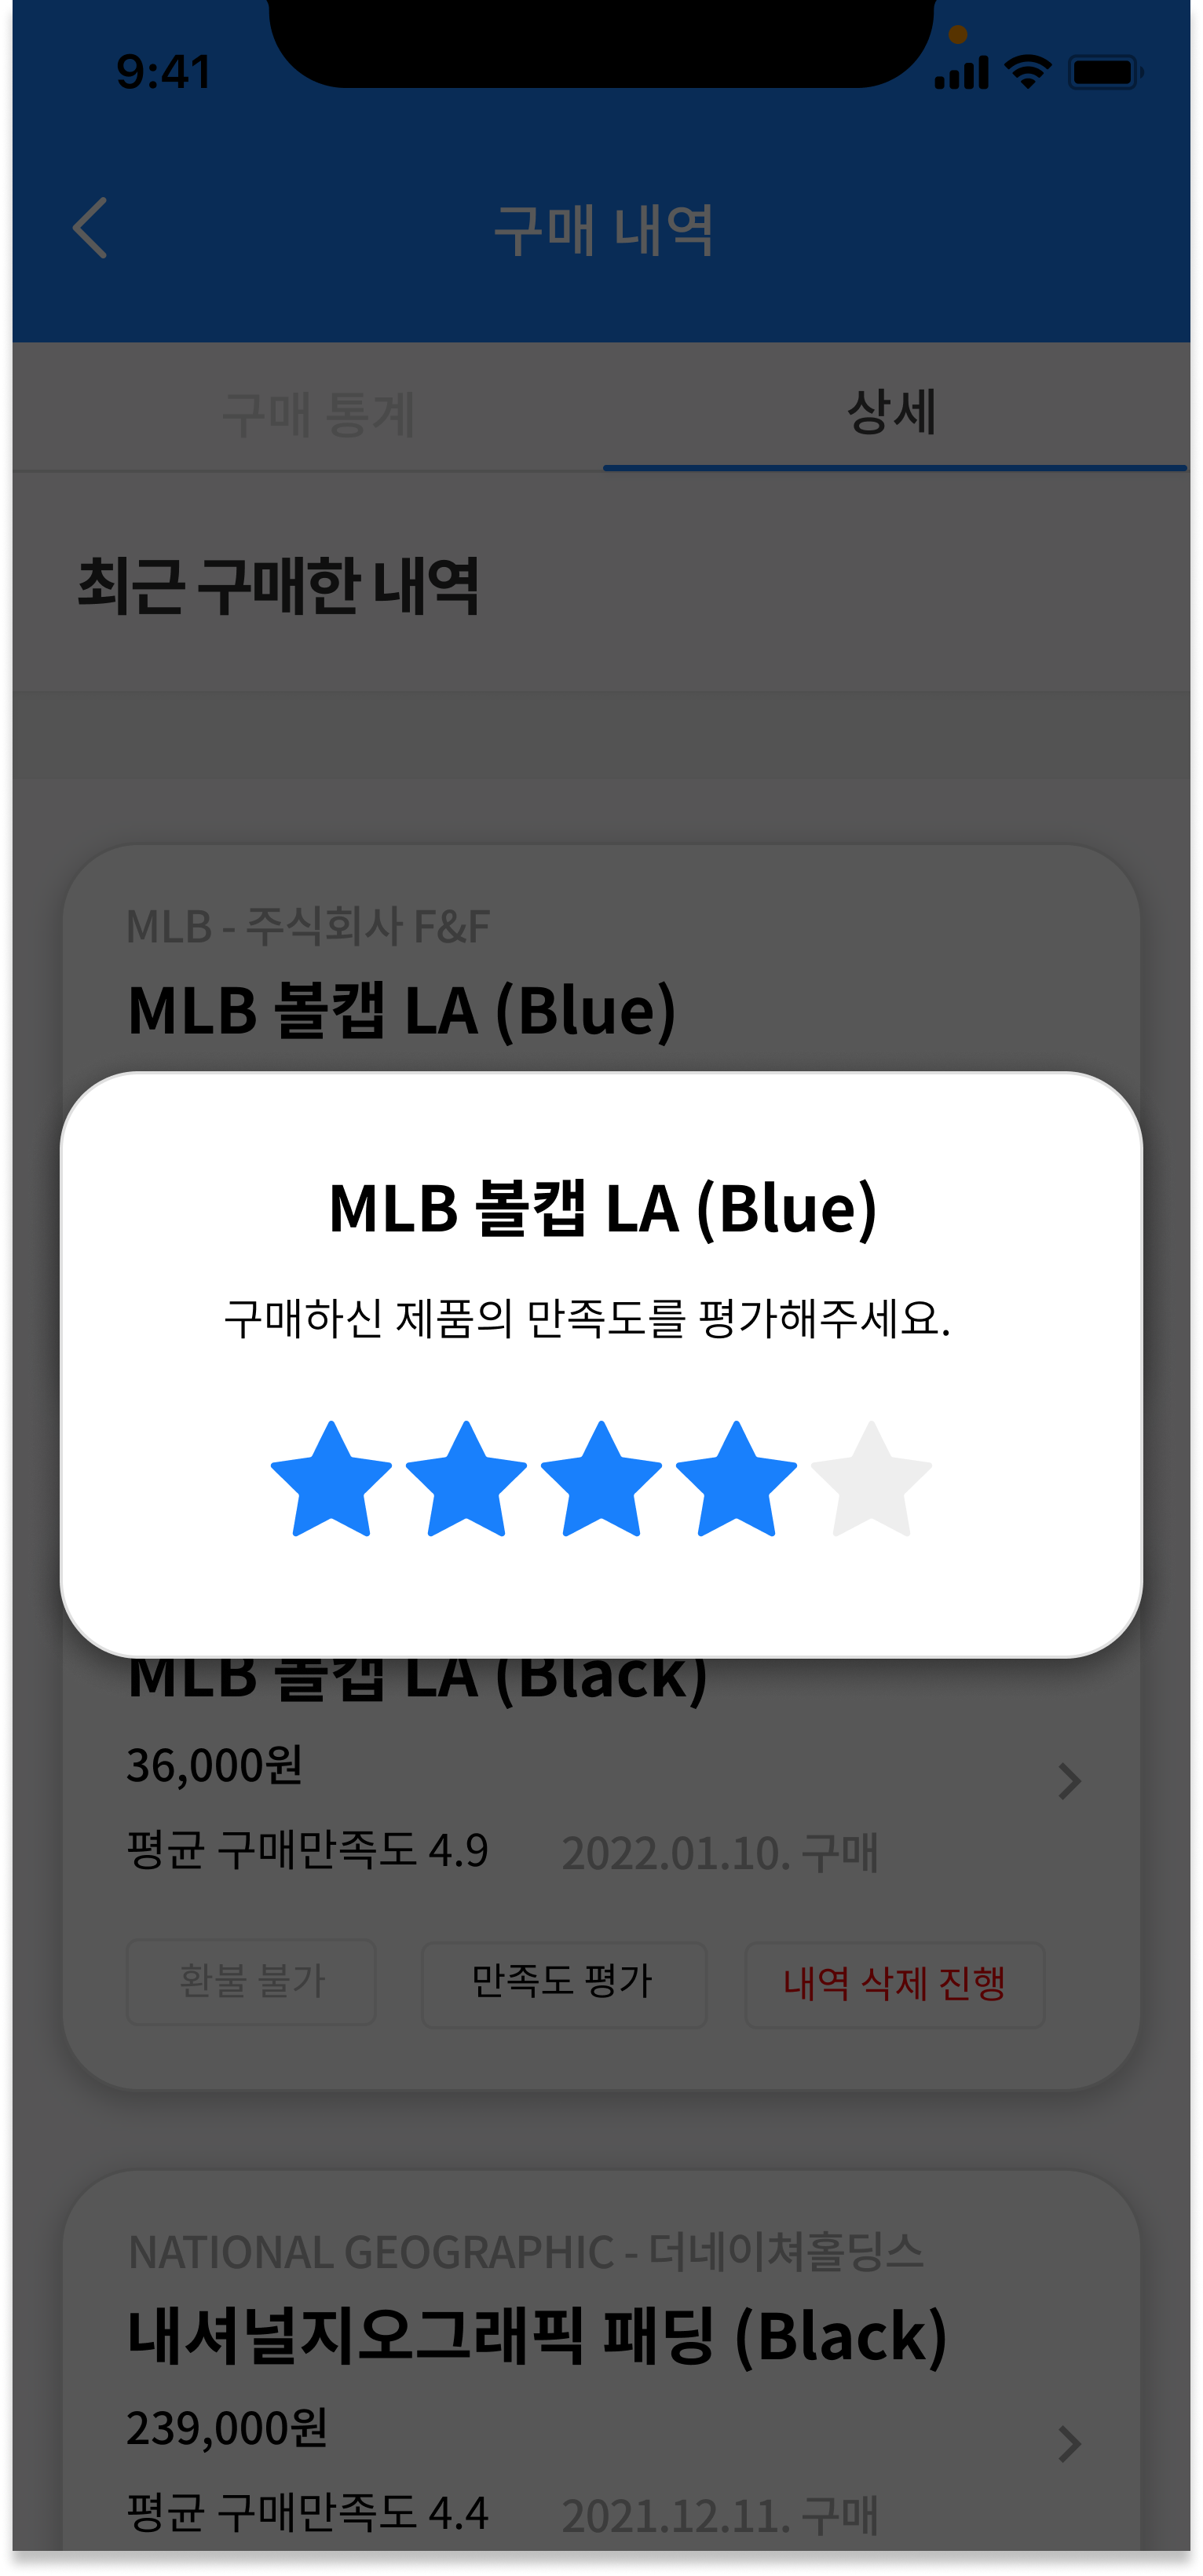 9:41
구매 내역
구매 통계
상세
최근 구매한 내역
MLB - 주식회사 F&F
MLB 볼캡 LA (Blue)
MLB 볼캡 LA (Blue)
구매하신 제품의 만족도를 평가해주세요.
MLB 볼캡 LA (Black)
36,000원
평균 구매만족도 4.9 2022.01.10. 구매
환불 불가 만족도 평가 내역 삭제 진행
NATIONAL GEOGRAPHIC - 더네이쳐홀딩스
내셔널지오그래픽 패딩 (Black)
239,000원
평균 구매만족도 4.4 2021.12.11. 구매